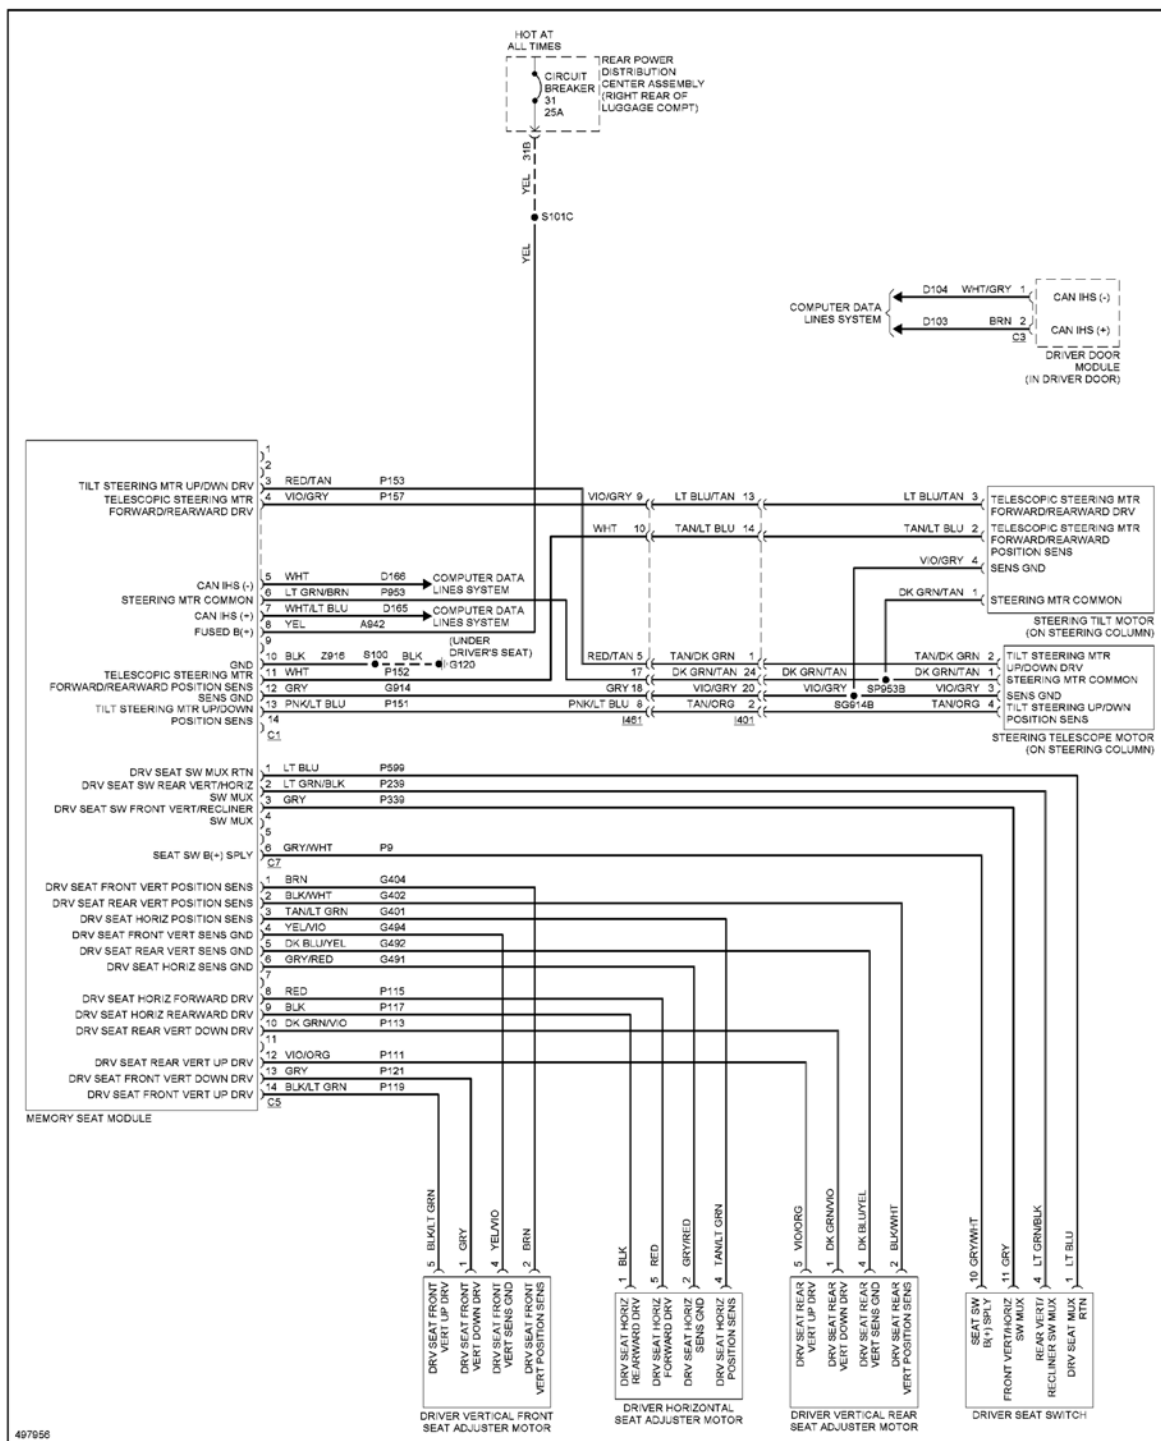 HOT AT
ALL TIMES
CIRCUIT
BREAKER
31
25A
REAR POWER
DISTRIBUTION
CENTER ASSEMBLY
(RIGHT REAR OF
LUGGAGE COMPT)
31B
YEL
S101C
YEL
COMPUTER DATA
LINES SYSTEM
D104 WHT/GRY 1 CAN IHS (-)
D103 BRN 2 CAN IHS (+)
C3
DRIVER DOOR
MODULE
(IN DRIVER DOOR)
1
2
TILT STEERING MTR UP/DWN DRV 3 RED/TAN P153
TELESCOPIC STEERING MTR 4 VIO/GRY P157
FORWARD/REARWARD DRV
VIO/GRY 9 LT BLU/TAN 13 LT BLU/TAN 3 TELESCOPIC STEERING MTR
FORWARD/REARWARD DRV
WHT 10 TAN/LT BLU 14 TAN/LT BLU 2 TELESCOPIC STEERING MTR
FORWARD/REARWARD
POSITION SENS
VIO/GRY 4 SENS GND
DK GRN/TAN 1 STEERING MTR COMMON
STEERING TILT MOTOR
(ON STEERING COLUMN)
CAN IHS (-) 5 WHT D166 COMPUTER DATA
LINES SYSTEM
STEERING MTR COMMON 6 LT GRN/BRN P953
CAN IHS (+) 7 WHT/LT BLU D165 COMPUTER DATA
LINES SYSTEM
FUSED B(+) 8 YEL A942
9
(UNDER
DRIVER'S SEAT)
GND 10 BLK Z916 S100 BLK G120
TELESCOPIC STEERING MTR 11 WHT P152
FORWARD/REARWARD POSITION SENS
SENS GND 12 GRY G914
TILT STEERING MTR UP/DOWN 13 PNK/LT BLU P151
POSITION SENS
14
C1
RED/TAN 5 TAN/DK GRN 1 TAN/DK GRN 2 TILT STEERING MTR
UP/DOWN DRV
17 DK GRN/TAN 24 DK GRN/TAN DK GRN/TAN 1 STEERING MTR COMMON
SP953B
GRY 18 VIO/GRY 20 VIO/GRY VIO/GRY 3 SENS GND
SG914B
PNK/LT BLU 8 TAN/ORG 2 TAN/ORG 4 TILT STEERING UP/DWN
POSITION SENS
I461 I401
STEERING TELESCOPE MOTOR
(ON STEERING COLUMN)
DRV SEAT SW MUX RTN 1 LT BLU P599
DRV SEAT SW REAR VERT/HORIZ 2 LT GRN/BLK P239
SW MUX
DRV SEAT SW FRONT VERT/RECLINER 3 GRY P339
SW MUX
4
5
SEAT SW B(+) SPLY 6 GRY/WHT P9
C7
DRV SEAT FRONT VERT POSITION SENS 1 BRN G404
DRV SEAT REAR VERT POSITION SENS 2 BLK/WHT G402
DRV SEAT HORIZ POSITION SENS 3 TAN/LT GRN G401
DRV SEAT FRONT VERT SENS GND 4 YEL/VIO G494
DRV SEAT REAR VERT SENS GND 5 DK BLU/YEL G492
DRV SEAT HORIZ SENS GND 6 GRY/RED G491
7
DRV SEAT HORIZ FORWARD DRV 8 RED P115
DRV SEAT HORIZ REARWARD DRV 9 BLK P117
DRV SEAT REAR VERT DOWN DRV 10 DK GRN/VIO P113
11
DRV SEAT REAR VERT UP DRV 12 VIO/ORG P111
DRV SEAT FRONT VERT DOWN DRV 13 GRY P121
DRV SEAT FRONT VERT UP DRV 14 BLK/LT GRN P119
C5
MEMORY SEAT MODULE
5 BLK/LT GRN
1 GRY
4 YEL/VIO
2 BRN
DRV SEAT FRONT
VERT UP DRV
DRV SEAT FRONT
VERT DOWN DRV
DRV SEAT FRONT
VERT SENS GND
DRV SEAT FRONT
VERT POSITION SENS
DRIVER VERTICAL FRONT
SEAT ADJUSTER MOTOR
1 BLK
5 RED
2 GRY/RED
4 TAN/LT GRN
DRV SEAT HORIZ
REARWARD DRV
DRV SEAT HORIZ
FORWARD DRV
DRV SEAT HORIZ
SENS GND
DRV SEAT HORIZ
POSITION SENS
DRIVER HORIZONTAL
SEAT ADJUSTER MOTOR
5 VIO/ORG
1 DK GRN/VIO
4 DK BLU/YEL
2 BLK/WHT
DRV SEAT REAR
VERT UP DRV
DRV SEAT REAR
VERT DOWN DRV
DRV SEAT REAR
VERT SENS GND
DRV SEAT REAR
VERT POSITION SENS
DRIVER VERTICAL REAR
SEAT ADJUSTER MOTOR
10 GRY/WHT
11 GRY
4 LT GRN/BLK
1 LT BLU
SEAT SW
B(+) SPLY
FRONT VERT/HORIZ
SW MUX
REAR VERT/
RECLINER SW MUX
DRV SEAT MUX
RTN
DRIVER SEAT SWITCH
497956